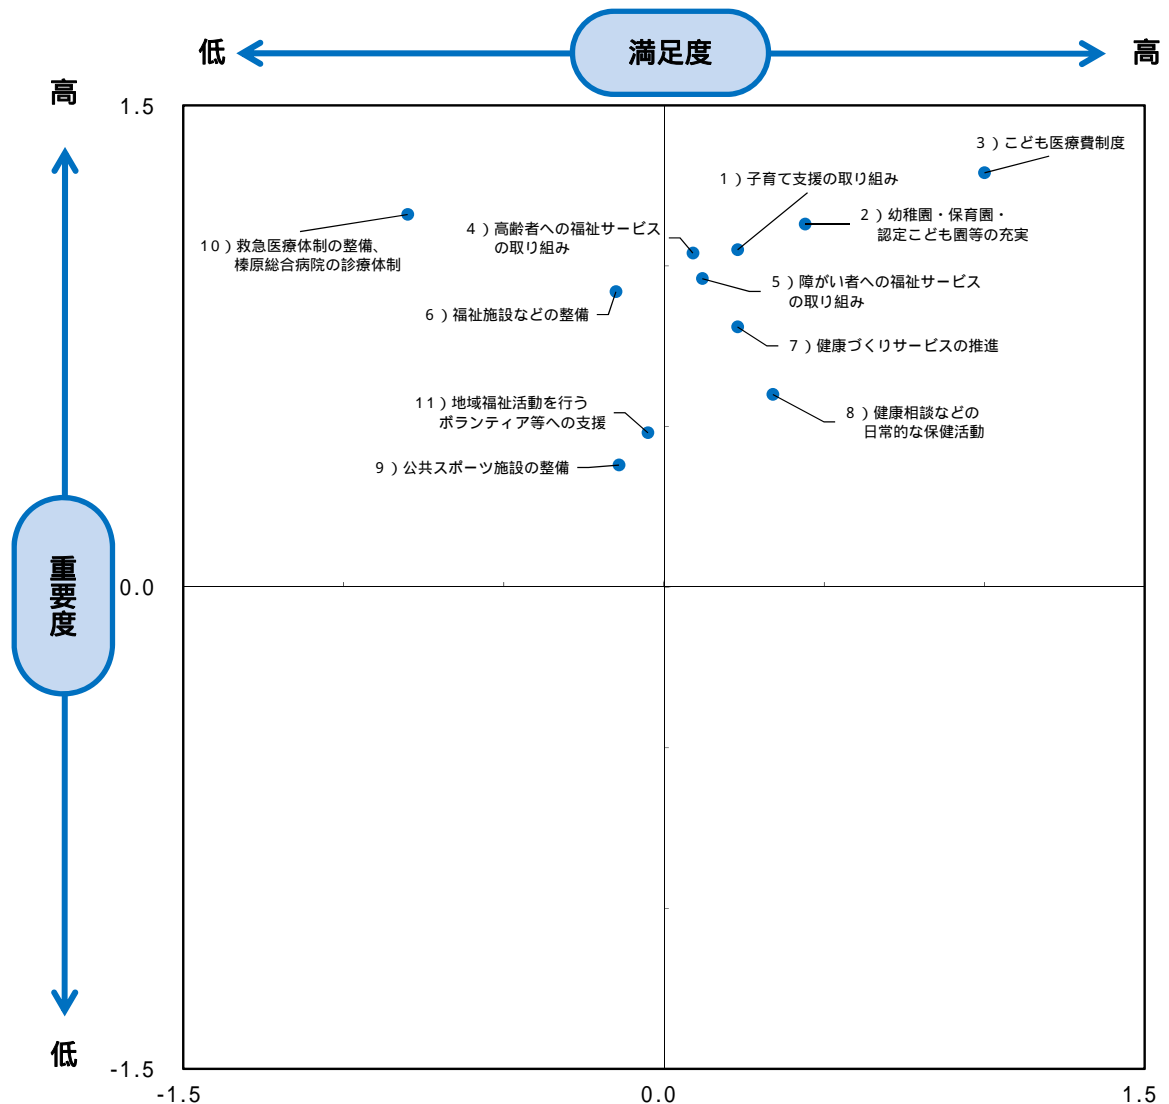 低
満足度
高
高
1.5
3）こども医療費制度
1）子育て支援の取り組み
2）幼稚園・保育園・
認定こども園等の充実
4）高齢者への福祉サービス
の取り組み
10）救急医療体制の整備、
榛原総合病院の診療体制
5）障がい者への福祉サービス
の取り組み
6）福祉施設などの整備
7）健康づくりサービスの推進
11）地域福祉活動を行う
ボランティア等への支援
8）健康相談などの
日常的な保健活動
9）公共スポーツ施設の整備
重要度
0.0
低
-1.5
-1.5
0.0
1.5